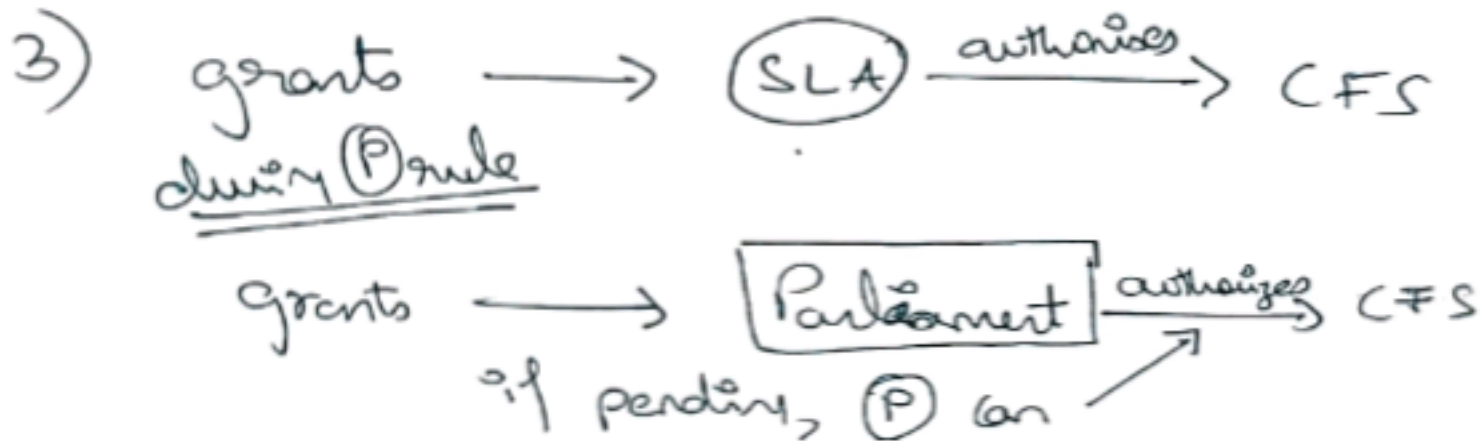 3) grants → SLA authorises → CFS
during P rule
grants → Parliament authorizes → CFS
if pending, P can